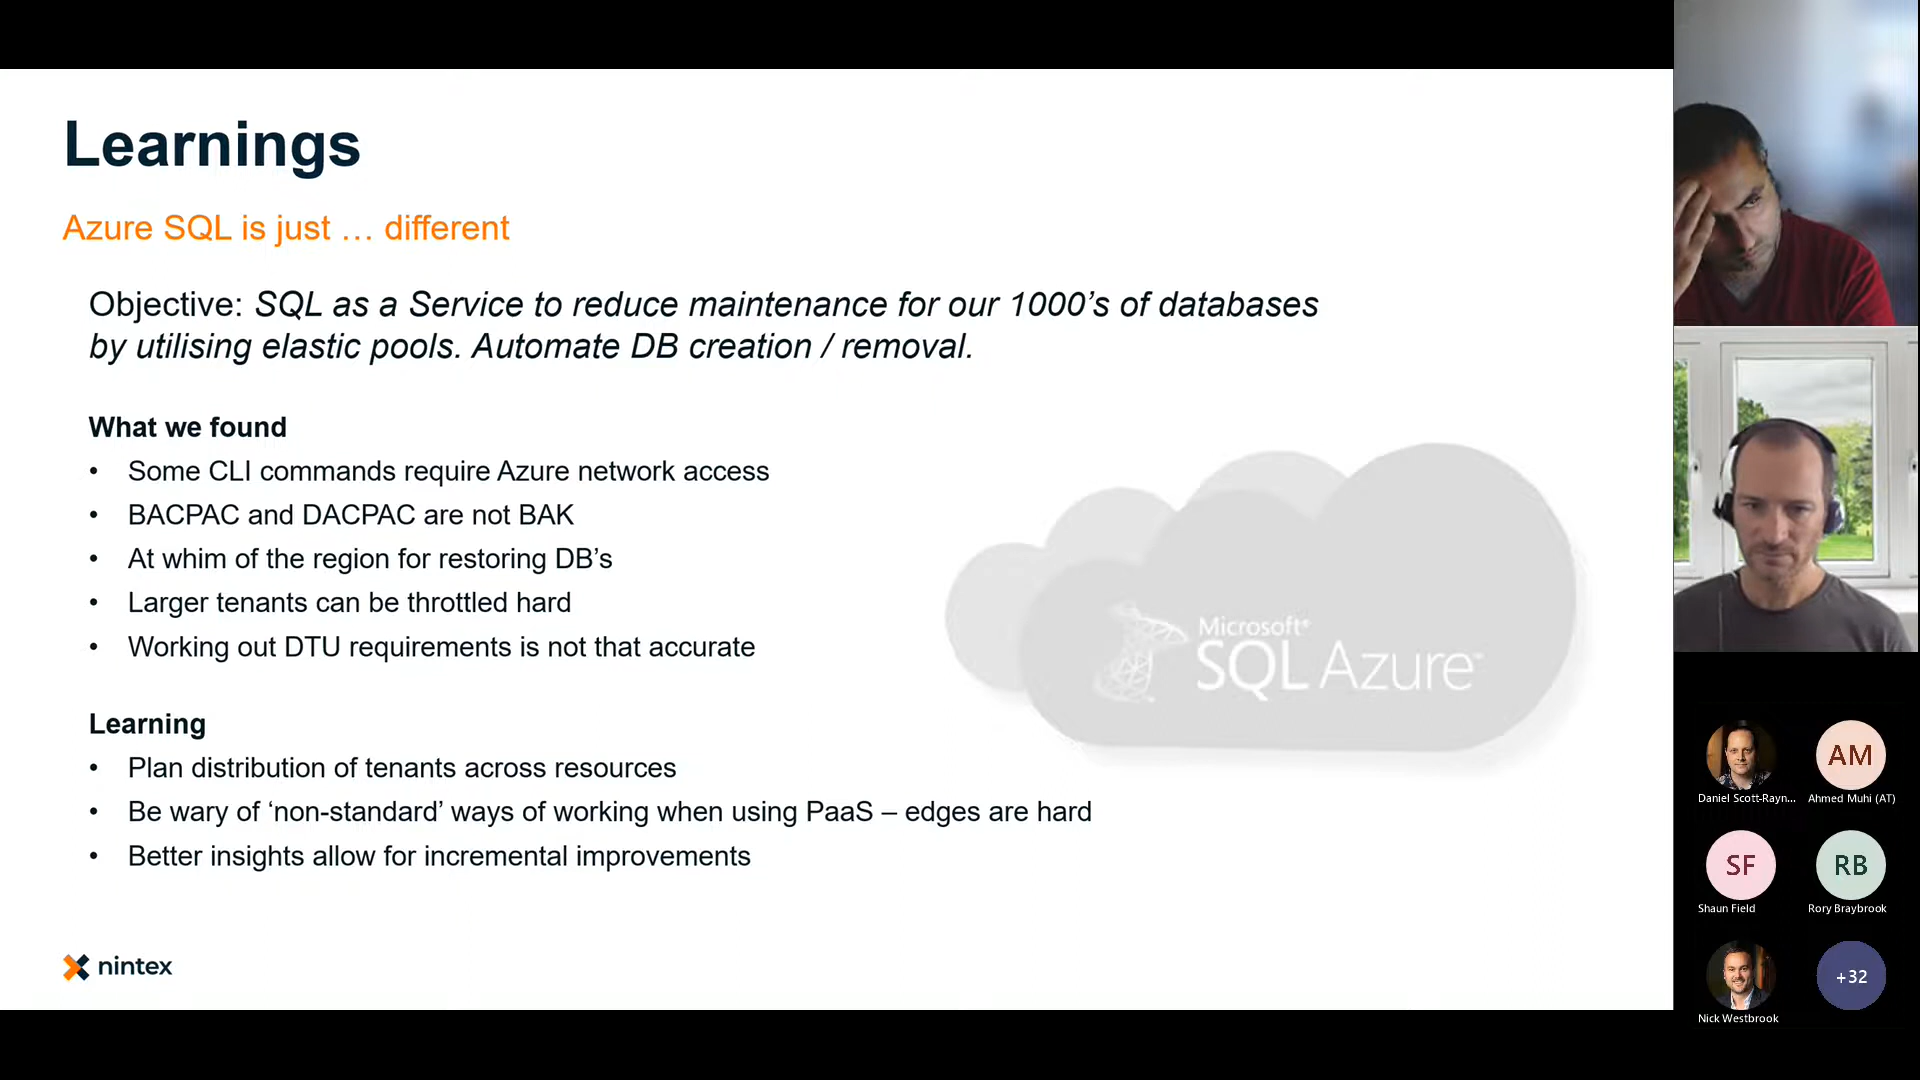 Learnings
Azure SQL is just … different
Objective: SQL as a Service to reduce maintenance for our 1000’s of databases
by utilising elastic pools. Automate DB creation / removal.
What we found
• Some CLI commands require Azure network access
• BACPAC and DACPAC are not BAK
• At whim of the region for restoring DB’s
• Larger tenants can be throttled hard
• Working out DTU requirements is not that accurate
Microsoft®
SQL Azure™
Learning
• Plan distribution of tenants across resources
• Be wary of ‘non-standard’ ways of working when using PaaS – edges are hard
• Better insights allow for incremental improvements
nintex
Daniel Scott-Rayn...
AM
Ahmed Muhi (AT)
SF
Shaun Field
RB
Rory Braybrook
Nick Westbrook
+32